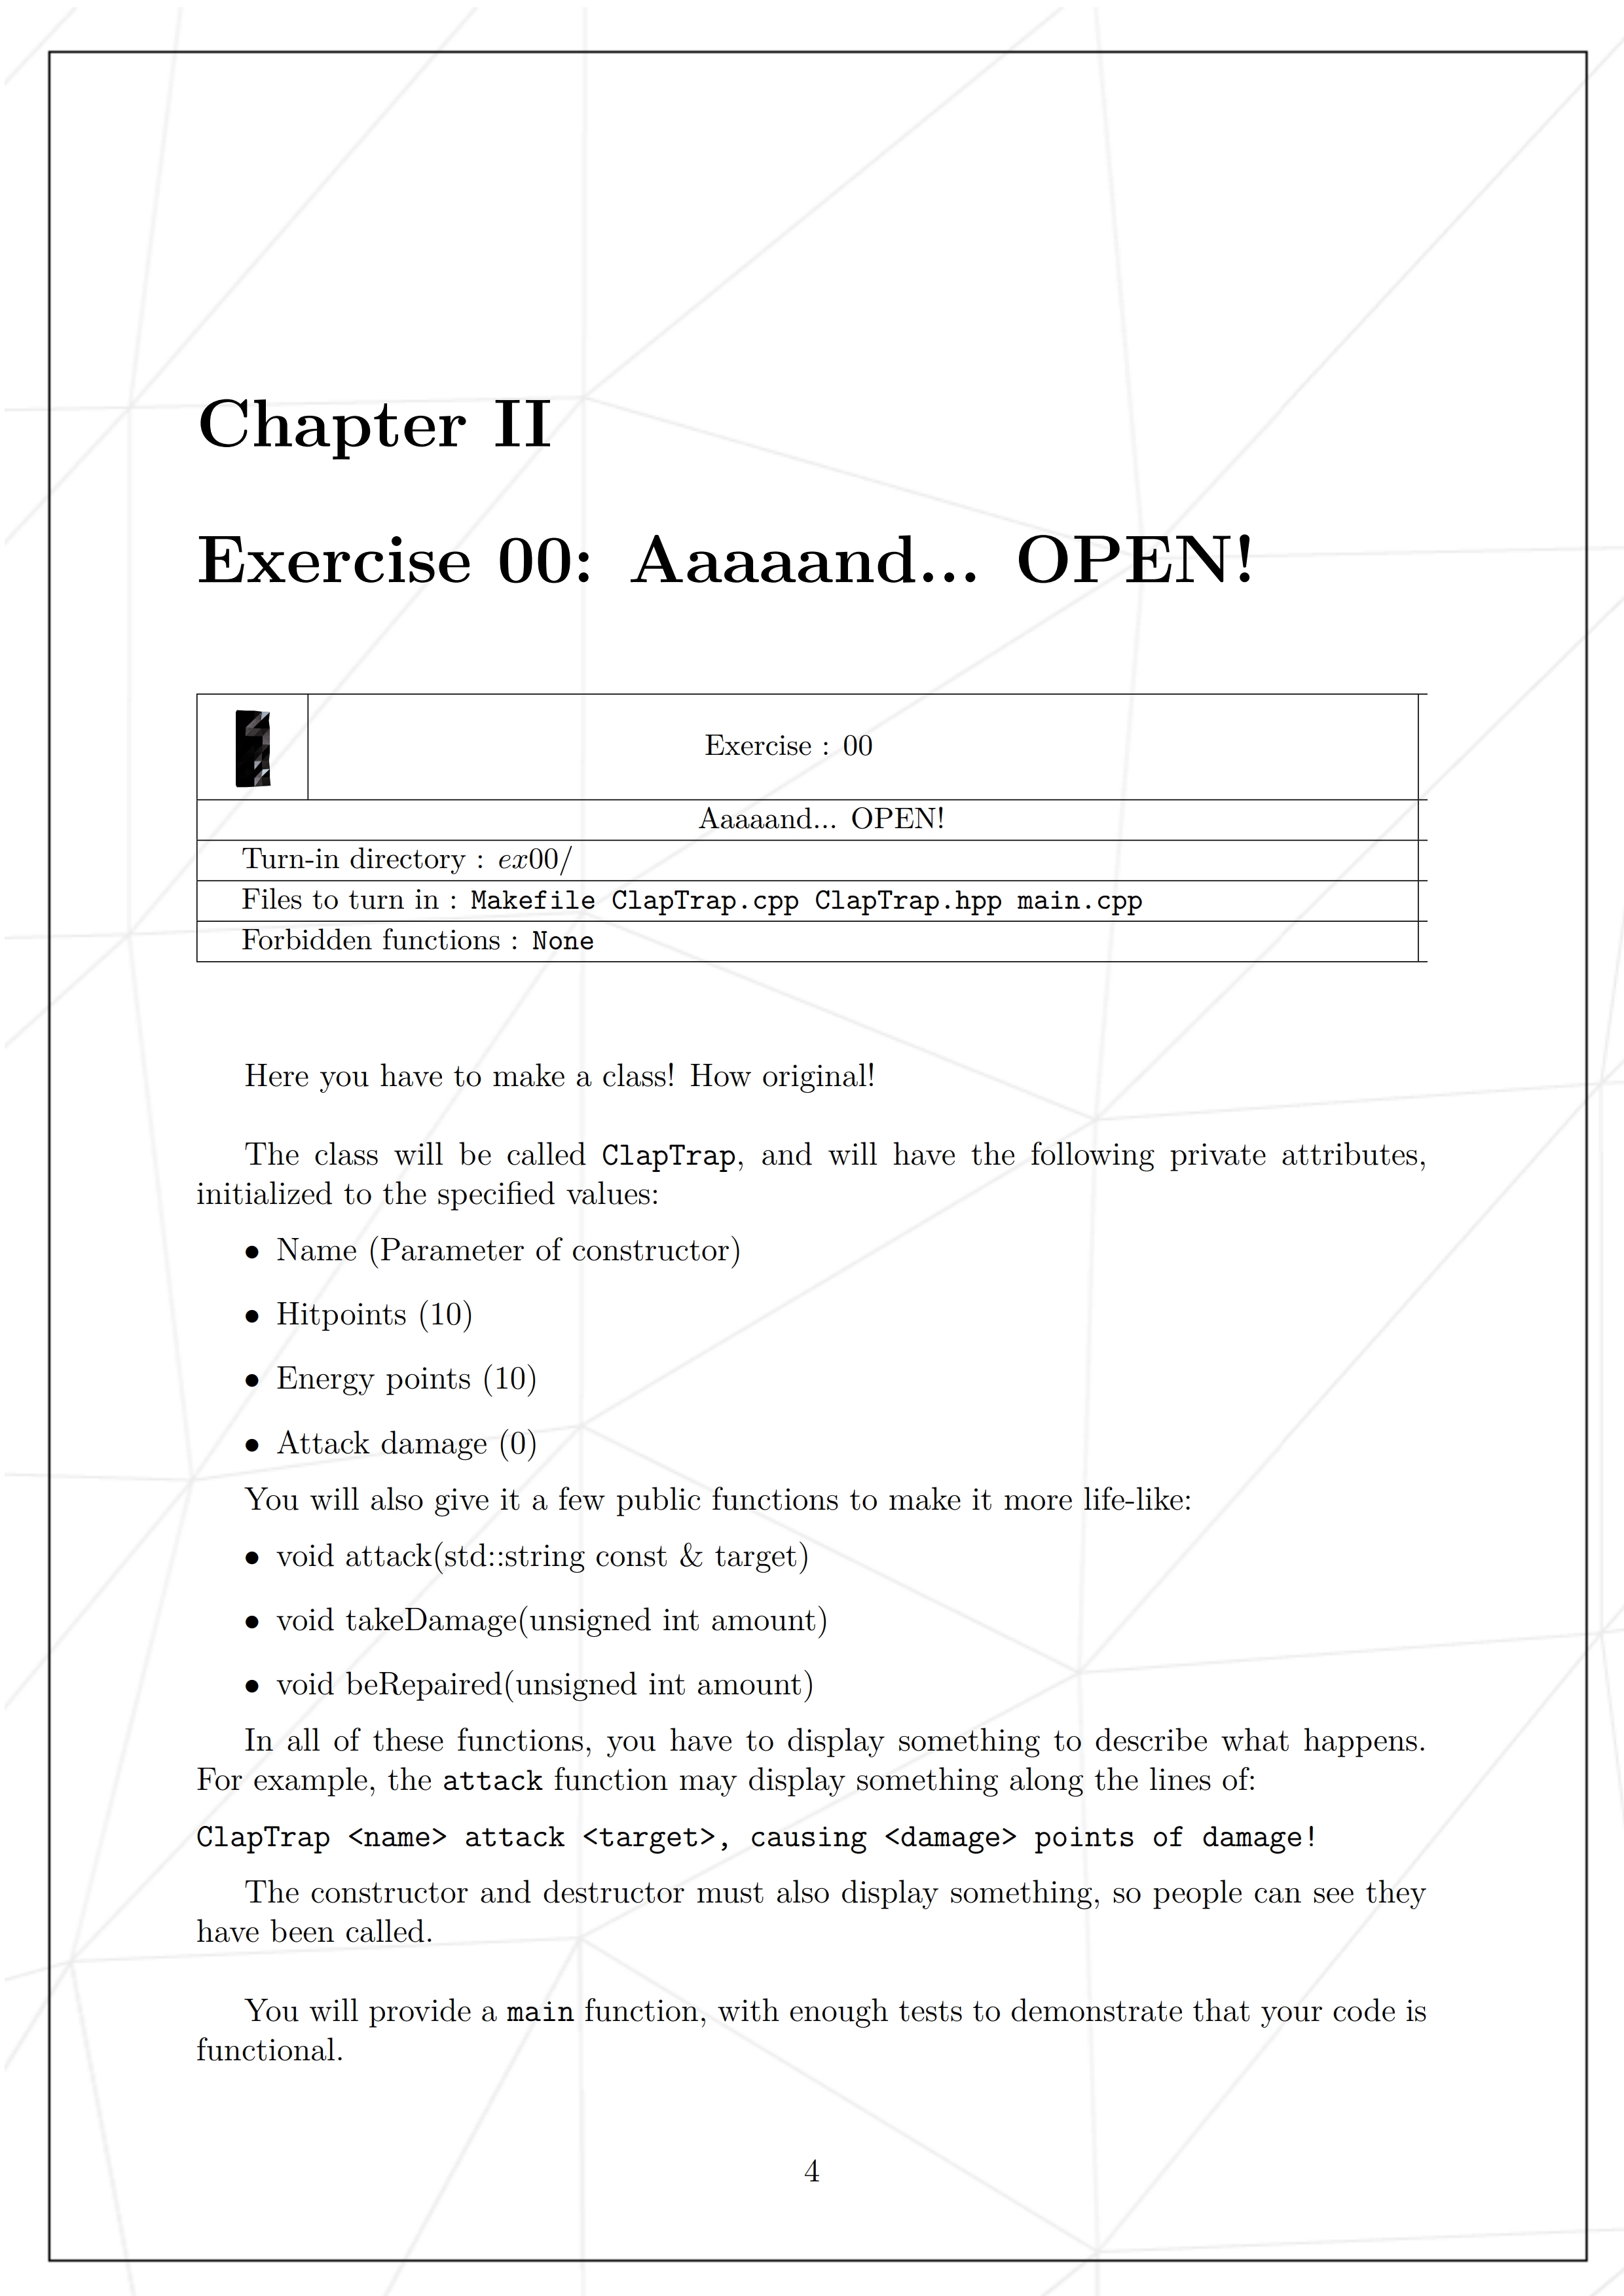 Chapter II
Exercise 00: Aaaaand... OPEN!
Exercise : 00
Aaaaand... OPEN!
Turn-in directory : ex00/
Files to turn in : Makefile ClapTrap.cpp ClapTrap.hpp main.cpp
Forbidden functions : None
Here you have to make a class! How original!
The class will be called ClapTrap, and will have the following private attributes,
initialized to the specified values:
• Name (Parameter of constructor)
• Hitpoints (10)
• Energy points (10)
• Attack damage (0)
You will also give it a few public functions to make it more life-like:
• void attack(std::string const & target)
• void takeDamage(unsigned int amount)
• void beRepaired(unsigned int amount)
In all of these functions, you have to display something to describe what happens.
For example, the attack function may display something along the lines of:
ClapTrap <name> attack <target>, causing <damage> points of damage!
The constructor and destructor must also display something, so people can see they
have been called.
You will provide a main function, with enough tests to demonstrate that your code is
functional.
4